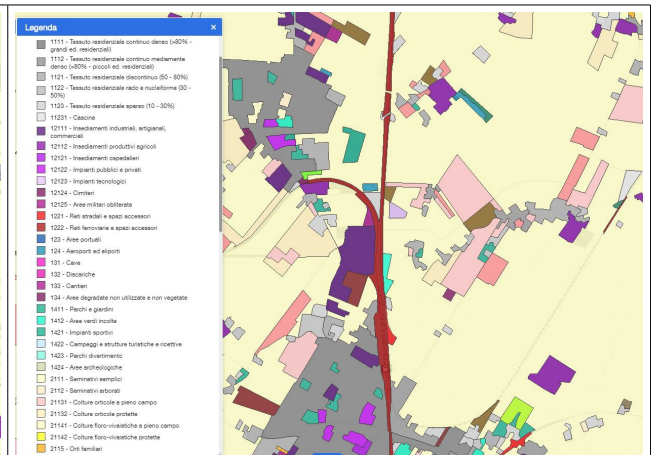 Legenda ×
1111 - Tessuto residenziale continuo denso (>80% -
grandi ed. residenziali)
1112 - Tessuto residenziale continuo mediamente
denso (>80% - piccoli ed. residenziali)
1121 - Tessuto residenziale discontinuo (50 - 80%)
1122 - Tessuto residenziale rado e nucleiforme (30 -
50%)
1123 - Tessuto residenziale sparso (10 - 30%)
11231 - Cascine
12111 - Insediamenti industriali, artigianali,
commerciali
12112 - Insediamenti produttivi agricoli
12121 - Insediamenti ospedalieri
12122 - Impianti pubblici e privati
12123 - Impianti tecnologici
12124 - Cimiteri
12125 - Aree militari obliterate
1221 - Reti stradali e spazi accessori
1222 - Reti ferroviarie e spazi accessori
123 - Aree portuali
124 - Aeroporti ed eliporti
131 - Cave
132 - Discariche
133 - Cantieri
134 - Aree degradate non utilizzate e non vegetate
1411 - Parchi e giardini
1412 - Aree verdi incolte
1421 - Impianti sportivi
1422 - Campeggi e strutture turistiche e ricettive
1423 - Parchi divertimento
1424 - Aree archeologiche
2111 - Seminativi semplici
2112 - Seminativi arborati
21131 - Colture orticole a pieno campo
21132 - Colture orticole protette
21141 - Colture floro-vivaistiche a pieno campo
21142 - Colture floro-vivaistiche protette
2115 - Orti familiari